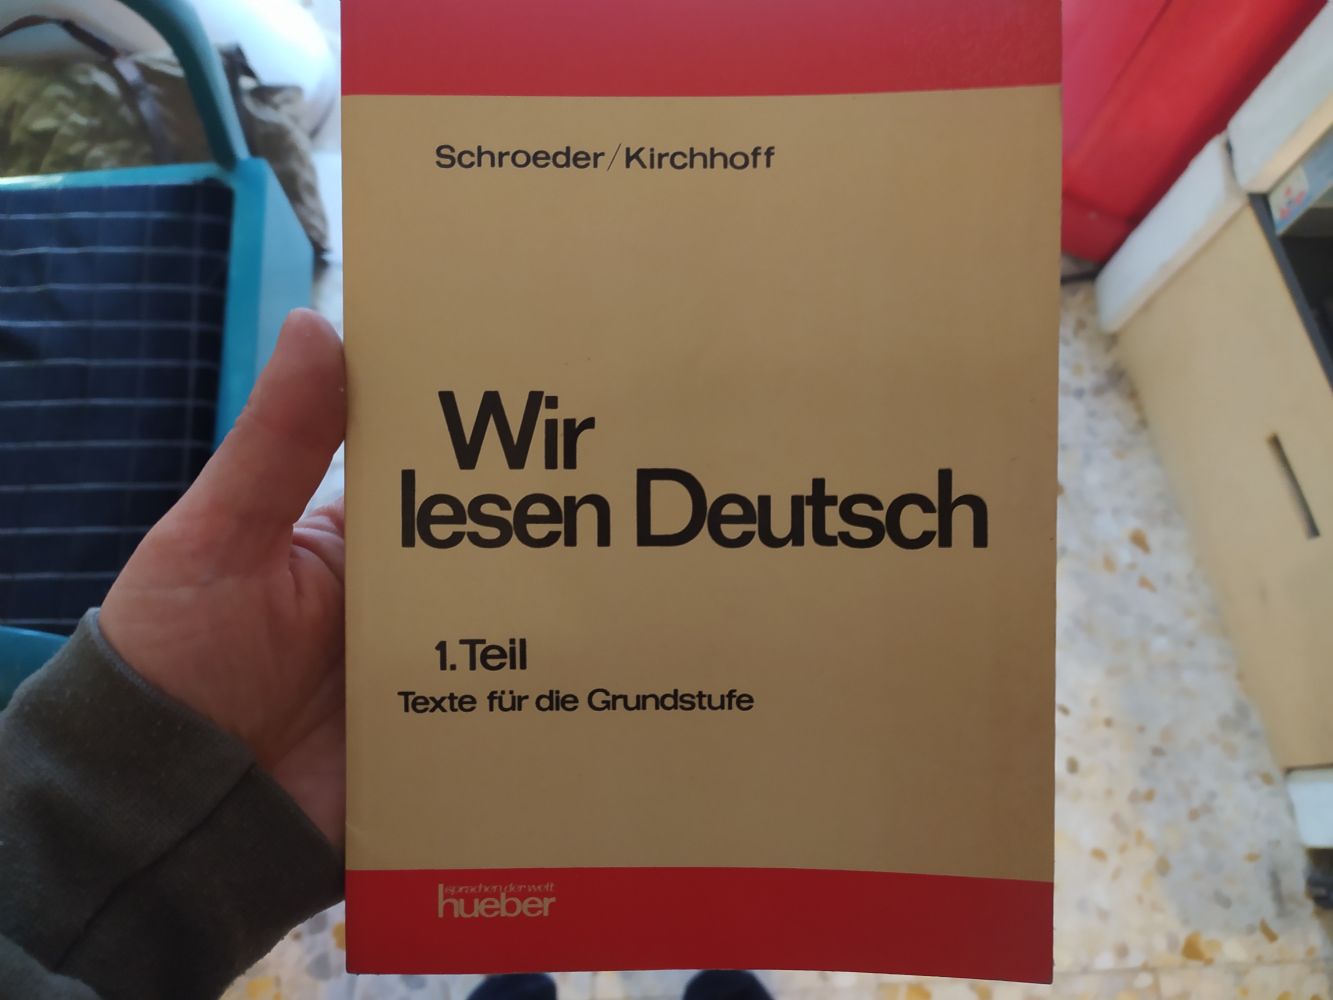 Schroeder/Kirchhoff
Wir
lesen Deutsch
1. Teil
Texte für die Grundstufe
sprachen der welt
hueber